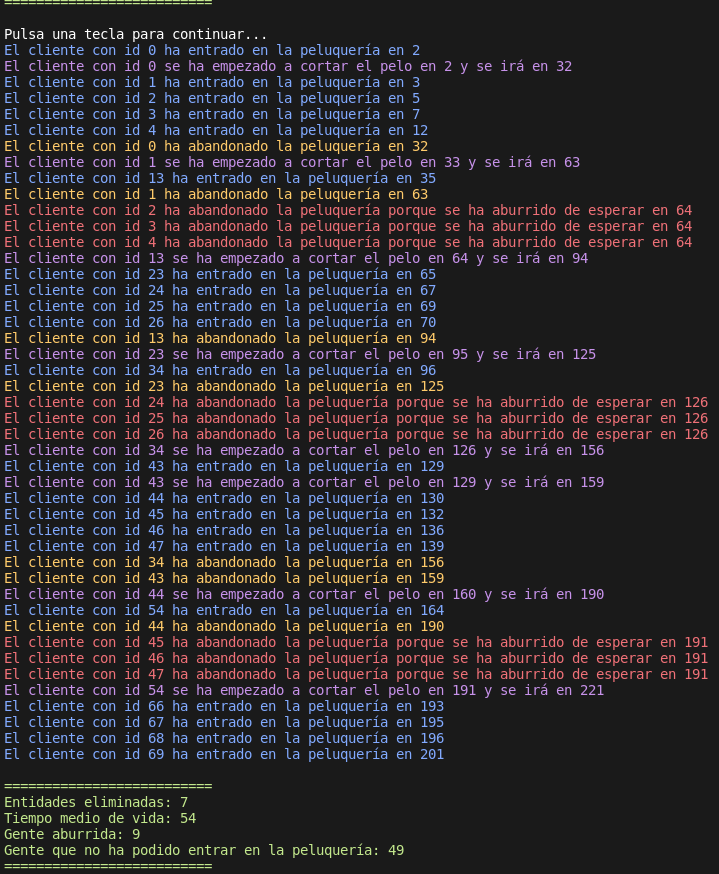 ==========================
Pulsa una tecla para continuar...
El cliente con id 0 ha entrado en la peluquería en 2
El cliente con id 0 se ha empezado a cortar el pelo en 2 y se irá en 32
El cliente con id 1 ha entrado en la peluquería en 3
El cliente con id 2 ha entrado en la peluquería en 5
El cliente con id 3 ha entrado en la peluquería en 7
El cliente con id 4 ha entrado en la peluquería en 12
El cliente con id 0 ha abandonado la peluquería en 32
El cliente con id 1 se ha empezado a cortar el pelo en 33 y se irá en 63
El cliente con id 13 ha entrado en la peluquería en 35
El cliente con id 1 ha abandonado la peluquería en 63
El cliente con id 2 ha abandonado la peluquería porque se ha aburrido de esperar en 64
El cliente con id 3 ha abandonado la peluquería porque se ha aburrido de esperar en 64
El cliente con id 4 ha abandonado la peluquería porque se ha aburrido de esperar en 64
El cliente con id 13 se ha empezado a cortar el pelo en 64 y se irá en 94
El cliente con id 23 ha entrado en la peluquería en 65
El cliente con id 24 ha entrado en la peluquería en 67
El cliente con id 25 ha entrado en la peluquería en 69
El cliente con id 26 ha entrado en la peluquería en 70
El cliente con id 13 ha abandonado la peluquería en 94
El cliente con id 23 se ha empezado a cortar el pelo en 95 y se irá en 125
El cliente con id 34 ha entrado en la peluquería en 96
El cliente con id 23 ha abandonado la peluquería en 125
El cliente con id 24 ha abandonado la peluquería porque se ha aburrido de esperar en 126
El cliente con id 25 ha abandonado la peluquería porque se ha aburrido de esperar en 126
El cliente con id 26 ha abandonado la peluquería porque se ha aburrido de esperar en 126
El cliente con id 34 se ha empezado a cortar el pelo en 126 y se irá en 156
El cliente con id 43 ha entrado en la peluquería en 129
El cliente con id 43 se ha empezado a cortar el pelo en 129 y se irá en 159
El cliente con id 44 ha entrado en la peluquería en 130
El cliente con id 45 ha entrado en la peluquería en 132
El cliente con id 46 ha entrado en la peluquería en 136
El cliente con id 47 ha entrado en la peluquería en 139
El cliente con id 34 ha abandonado la peluquería en 156
El cliente con id 43 ha abandonado la peluquería en 159
El cliente con id 44 se ha empezado a cortar el pelo en 160 y se irá en 190
El cliente con id 54 ha entrado en la peluquería en 164
El cliente con id 44 ha abandonado la peluquería en 190
El cliente con id 45 ha abandonado la peluquería porque se ha aburrido de esperar en 191
El cliente con id 46 ha abandonado la peluquería porque se ha aburrido de esperar en 191
El cliente con id 47 ha abandonado la peluquería porque se ha aburrido de esperar en 191
El cliente con id 54 se ha empezado a cortar el pelo en 191 y se irá en 221
El cliente con id 66 ha entrado en la peluquería en 193
El cliente con id 67 ha entrado en la peluquería en 195
El cliente con id 68 ha entrado en la peluquería en 196
El cliente con id 69 ha entrado en la peluquería en 201
==========================
Entidades eliminadas: 7
Tiempo medio de vida: 54
Gente aburrida: 9
Gente que no ha podido entrar en la peluquería: 49
==========================